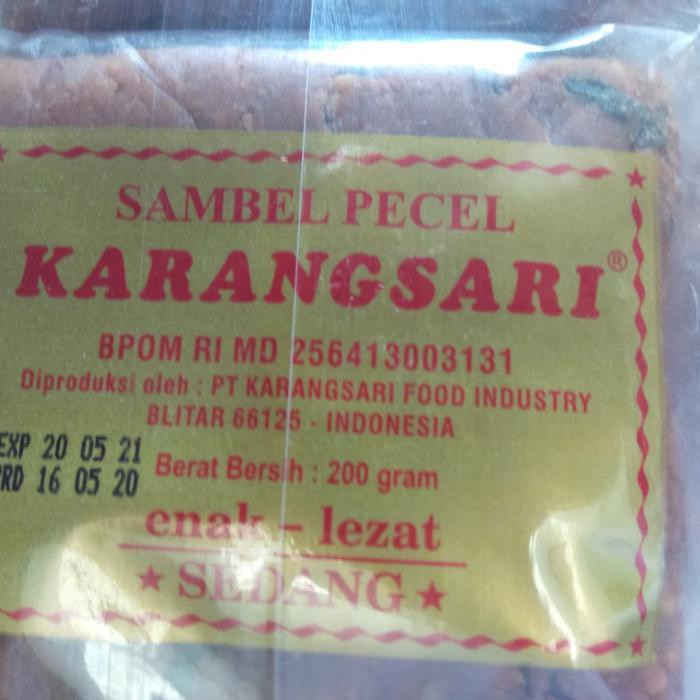 SAMBEL PECEL
KARANGSARI®
BPOM RI MD 256413003131
Diproduksi oleh : PT KARANGSARI FOOD INDUSTRY
BLITAR 66125 - INDONESIA
EXP 20 05 21
PRD 16 05 20
Berat Bersih : 200 gram
enak – lezat
★ SEDANG ★